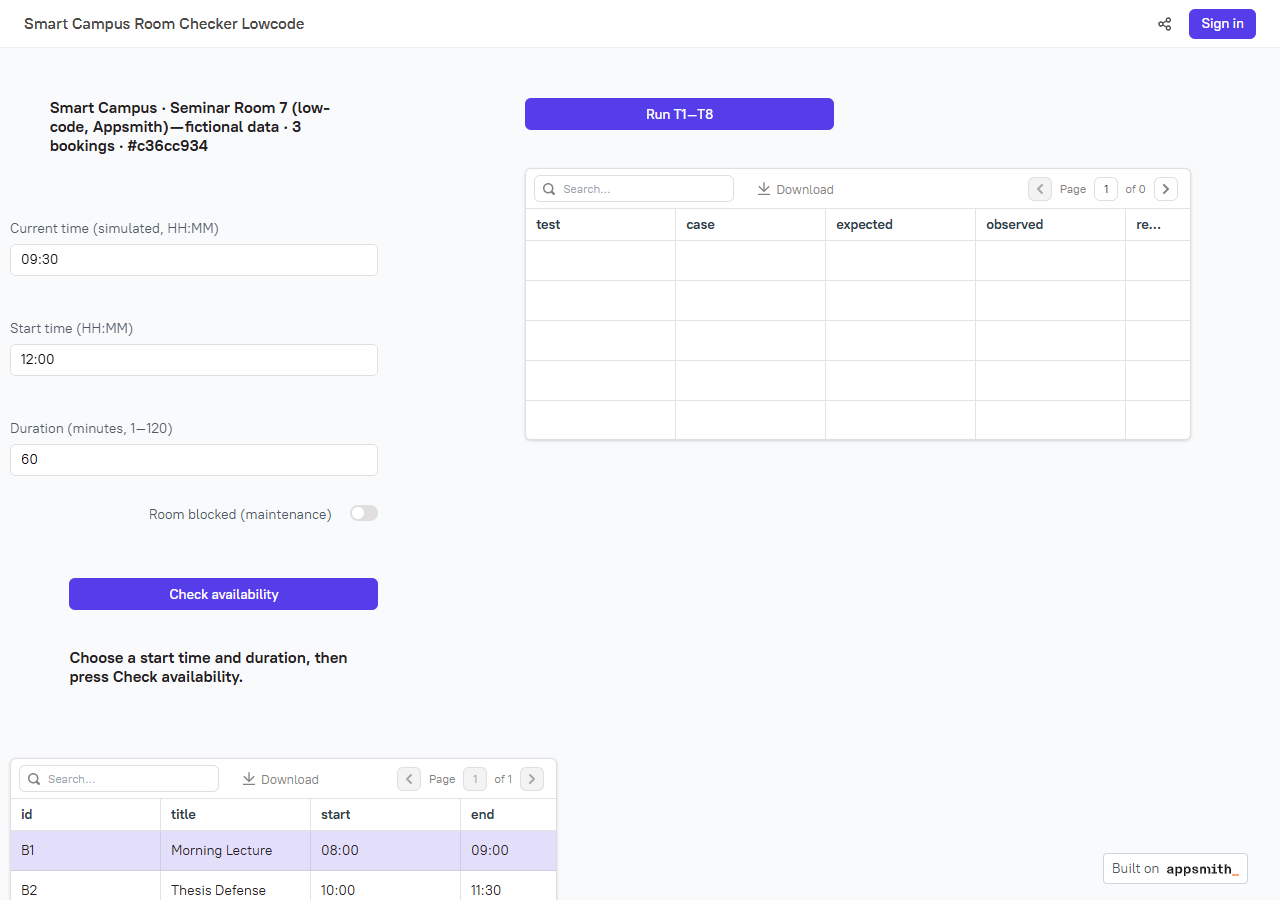 Smart Campus Room Checker Lowcode
Sign in
Smart Campus · Seminar Room 7 (low-
code, Appsmith)—fictional data · 3
bookings · #c36cc934
Current time (simulated, HH:MM)
09:30
Start time (HH:MM)
12:00
Duration (minutes, 1–120)
60
Room blocked (maintenance)
Check availability
Choose a start time and duration, then
press Check availability.
Run T1–T8
Search... Download Page 1 of 0
test case expected observed re...
Search... Download Page 1 of 1
id title start end
B1 Morning Lecture 08:00 09:00
B2 Thesis Defense 10:00 11:30
Built on appsmith_